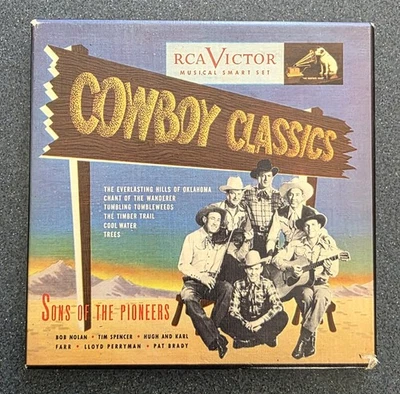 RCA VICTOR
MUSICAL SMART SET
COWBOY CLASSICS
THE EVERLASTING HILLS OF OKLAHOMA
CHANT OF THE WANDERER
TUMBLING TUMBLEWEEDS
THE TIMBER TRAIL
COOL WATER
TREES
SONS OF THE PIONEERS
BOB NOLAN • TIM SPENCER • HUGH AND KARL
FARR • LLOYD PERRYMAN • PAT BRADY